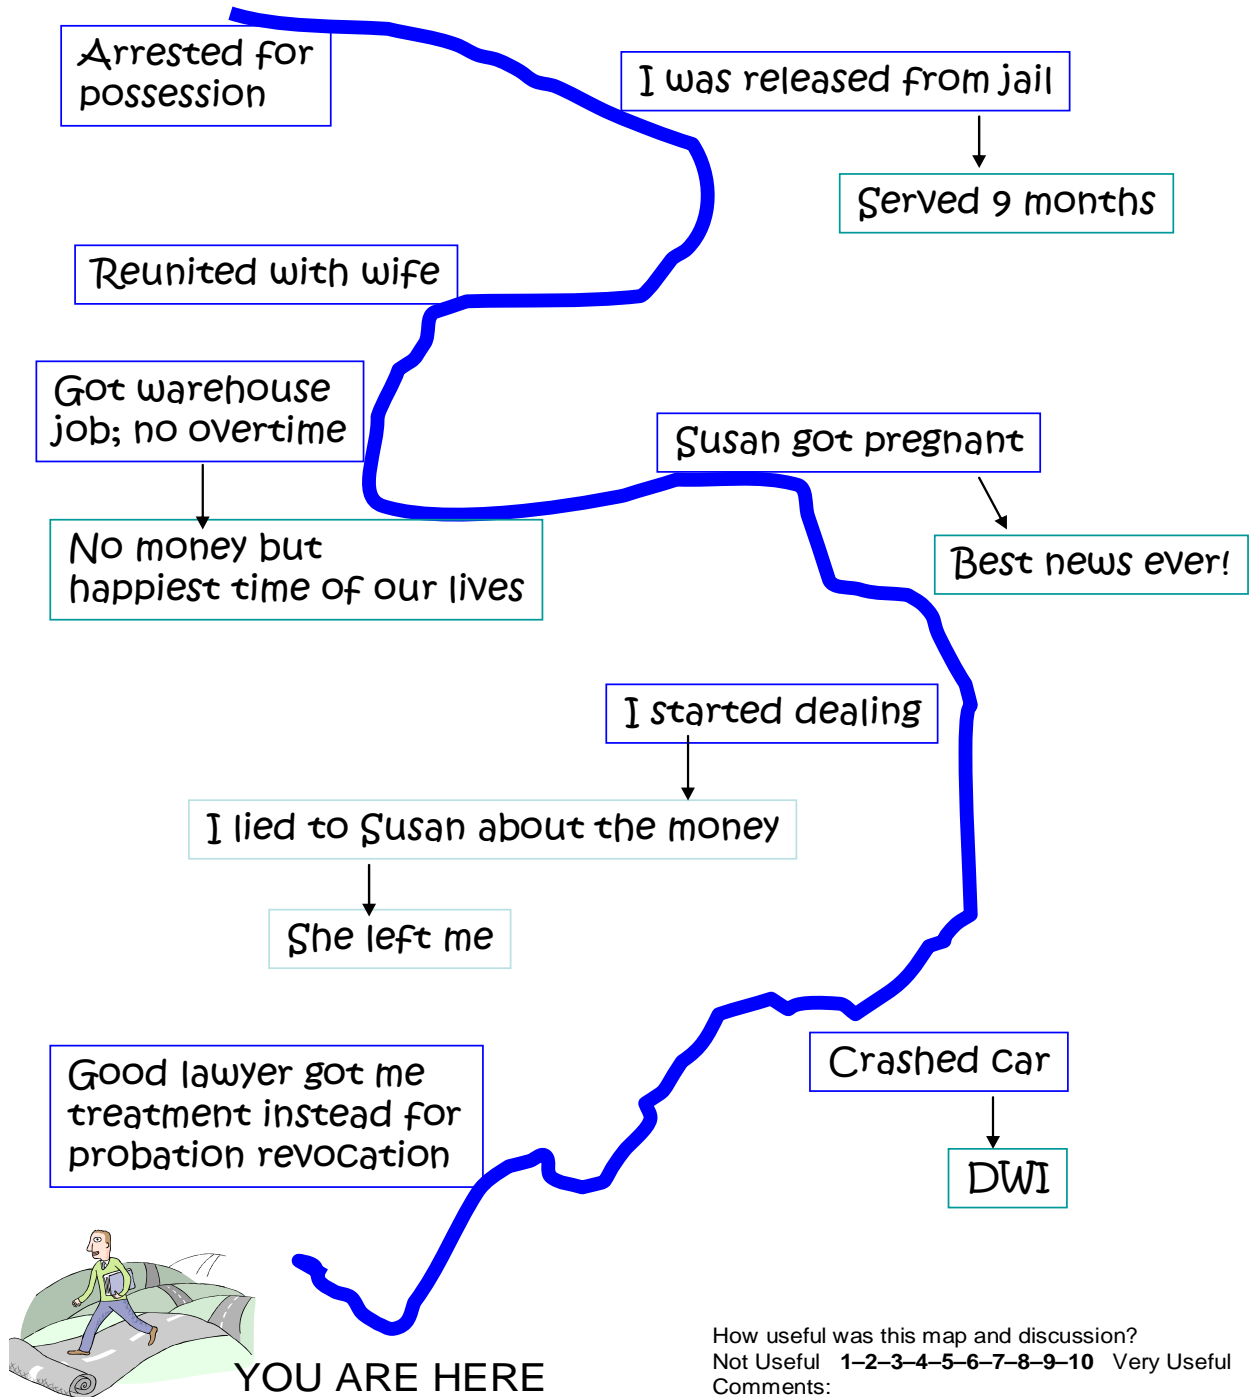 Arrested for
possession
I was released from jail
Served 9 months
Reunited with wife
Got warehouse
job; no overtime
No money but
happiest time of our lives
Susan got pregnant
Best news ever!
I started dealing
I lied to Susan about the money
She left me
Crashed car
DWI
Good lawyer got me
treatment instead for
probation revocation
YOU ARE HERE
How useful was this map and discussion?
Not Useful 1–2–3–4–5–6–7–8–9–10 Very Useful
Comments: